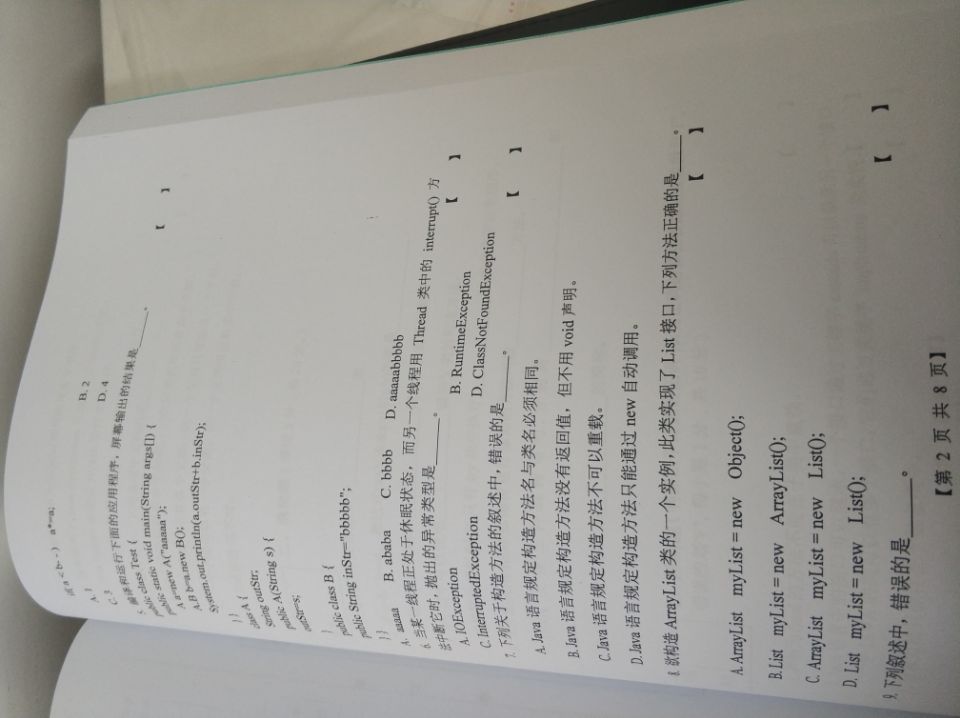 a < b- -) a*=a;
A. 1 B. 2
C. 3 D. 4
5. 编译和运行下面的应用程序，屏幕输出的结果是______。
【 】
public class Test {
public static void main(String args[]) {
A a=new A("aaaaa");
A.B b=a.new B();
System.out.println(a.outStr+b.inStr);
}}
class A {
String outStr;
public A(String s) {
outStr=s;
}
public class B {
public String inStr="bbbbb";
}}
A. aaaaa B. ababa C. bbbb D. aaaaabbbbb
6. 当某一线程正处于休眠状态，而另一个线程用 Thread 类中的 interrupt() 方
法中断它时，抛出的异常类型是______。
【 】
A. IOException B. RuntimeException
C. InterruptedException D. ClassNotFoundException
7. 下列关于构造方法的叙述中，错误的是______。
【 】
A. Java 语言规定构造方法名与类名必须相同。
B. Java 语言规定构造方法没有返回值，但不用 void 声明。
C. Java 语言规定构造方法不可以重载。
D. Java 语言规定构造方法只能通过 new 自动调用。
8. 欲构造 ArrayList 类的一个实例，此类实现了 List 接口，下列方法正确的是____。
【 】
A. ArrayList myList = new Object();
B. List myList = new ArrayList();
C. ArrayList myList = new List();
D. List myList = new List();
9. 下列叙述中，错误的是______。
【 】
【第 2 页 共 8 页】